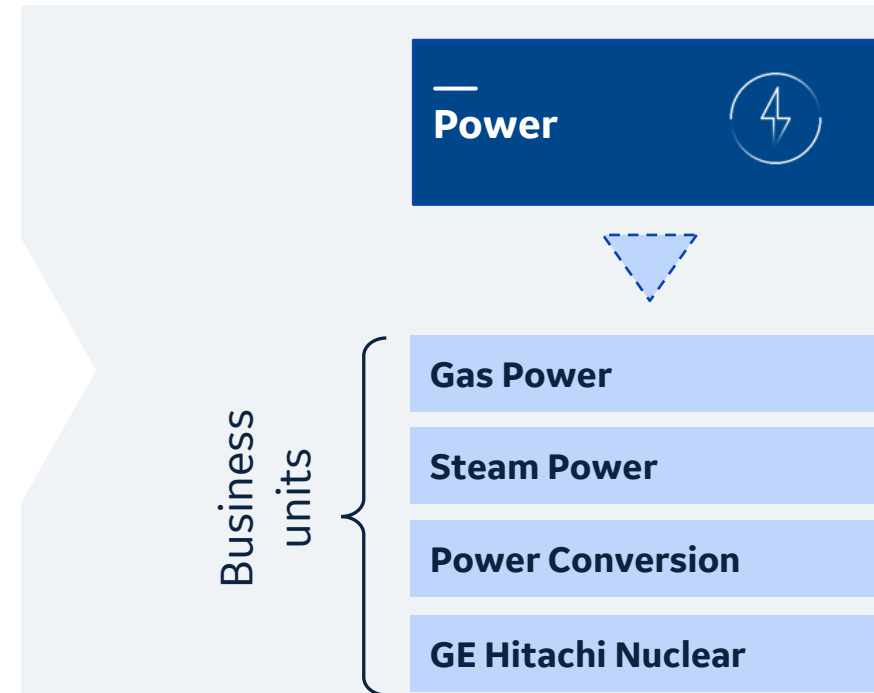 Power
Business
units
Gas Power
Steam Power
Power Conversion
GE Hitachi Nuclear